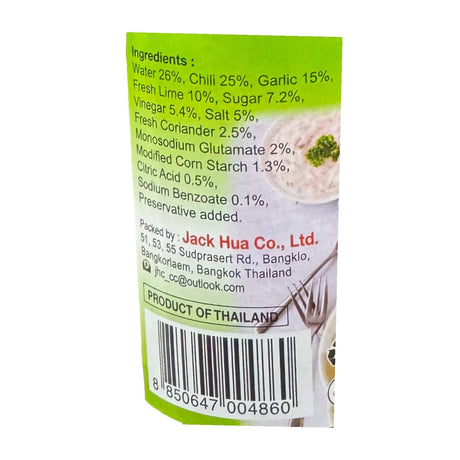 Ingredients :
Water 26%, Chili 25%, Garlic 15%,
Fresh Lime 10%, Sugar 7.2%,
Vinegar 5,4%, Salt 5%,
Fresh Coriander 2.5%,
Monosodium Glutamate 2%,
Modified Corn Starch 1.3%,
Citric Acid 0.5%,
Sodium Benzoate 0.1%,
Preservative added.
Packed by : Jack Hua Co., Ltd.
51, 53, 55 Sudprasert Rd., Bangklo,
Bangkorlaem, Bangkok Thailand
jhc_cc@outlook.com
PRODUCT OF THAILAND
8 850647 004860